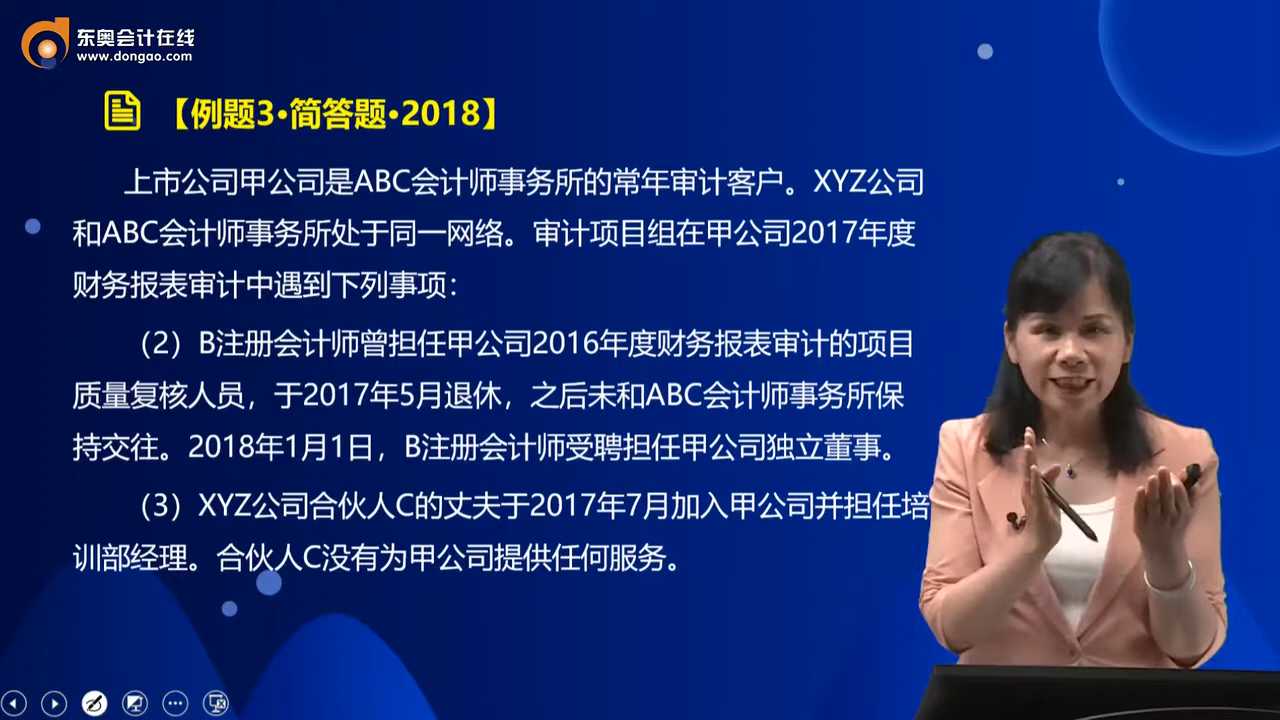 东奥会计在线
www.dongao.com
【例题3·简答题·2018】
上市公司甲公司是ABC会计师事务所的常年审计客户。XYZ公司
和ABC会计师事务所处于同一网络。审计项目组在甲公司2017年度
财务报表审计中遇到下列事项：
（2）B注册会计师曾担任甲公司2016年度财务报表审计的项目
质量复核人员，于2017年5月退休，之后未和ABC会计师事务所保
持交往。2018年1月1日，B注册会计师受聘担任甲公司独立董事。
（3）XYZ公司合伙人C的丈夫于2017年7月加入甲公司并担任培
训部经理。合伙人C没有为甲公司提供任何服务。